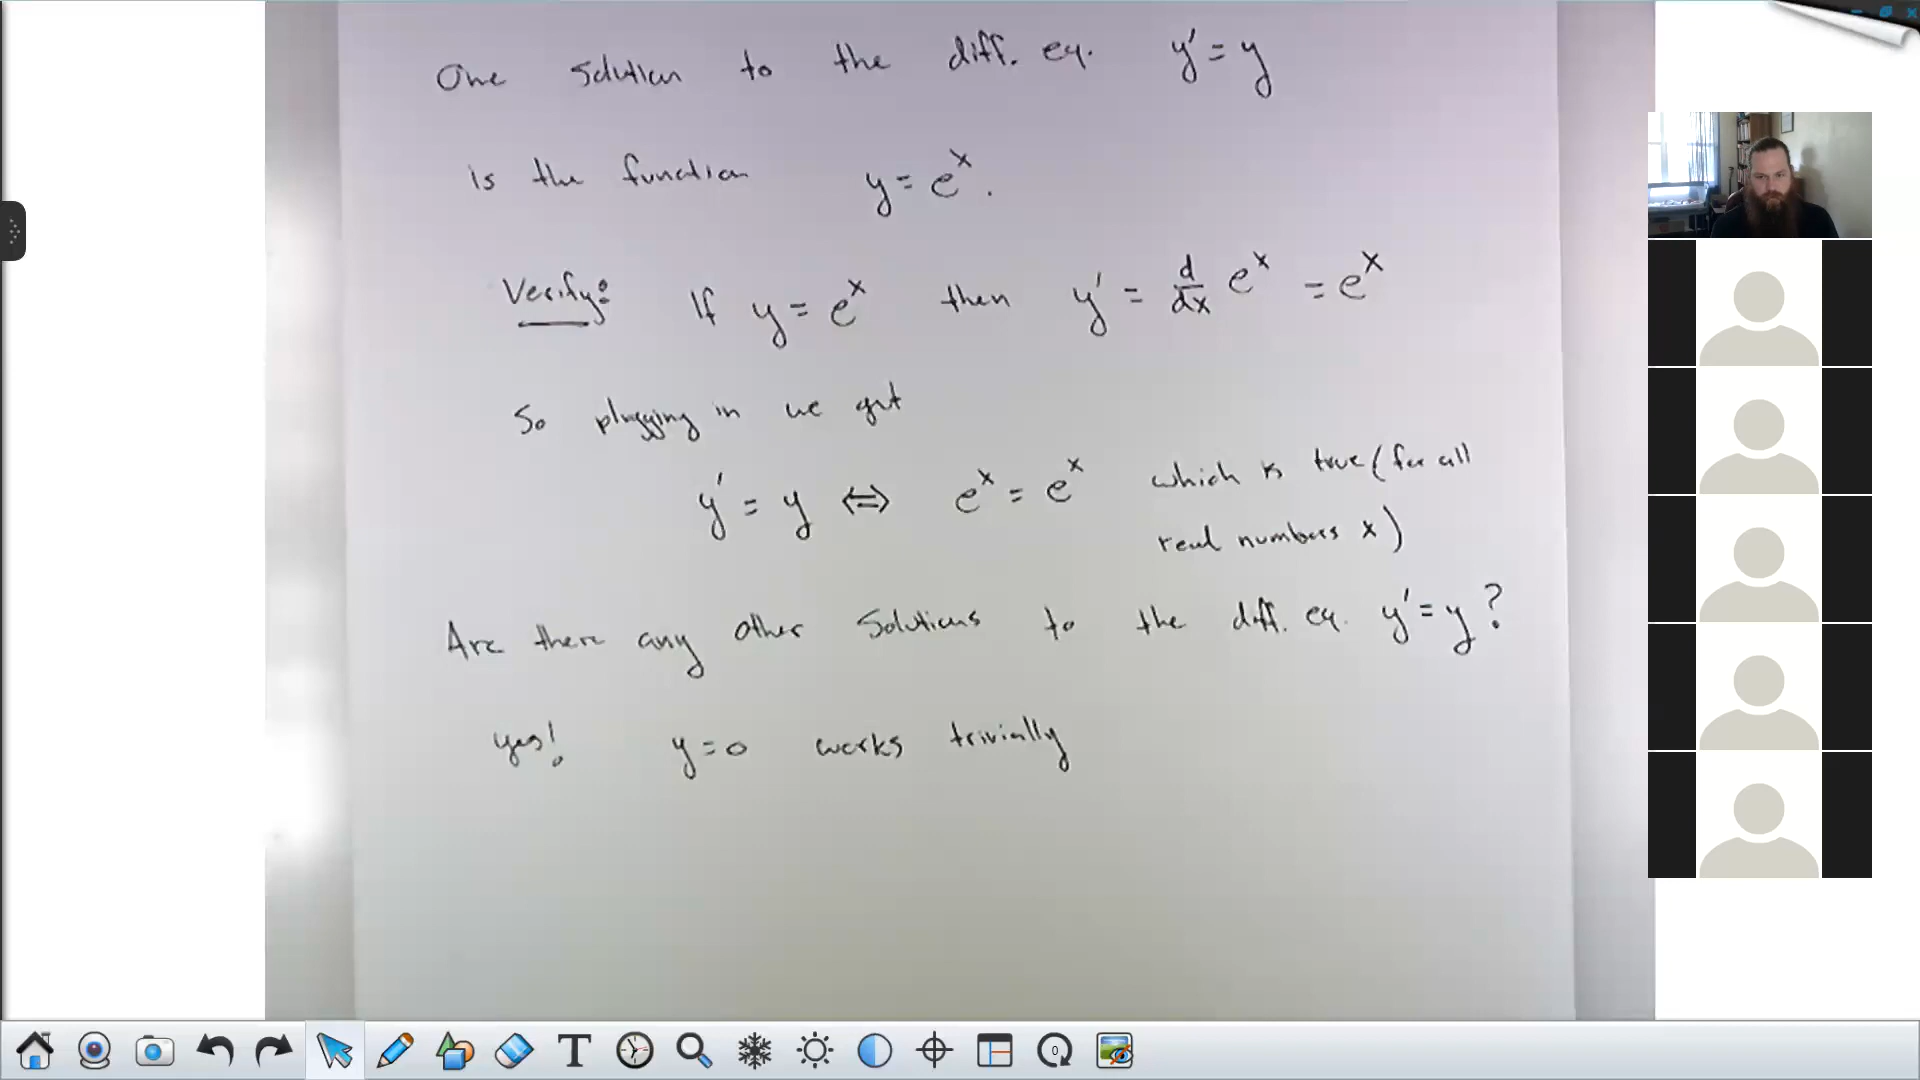 One solution to the diff. eq. y' = y
is the function y = e^x.
Verify: If y = e^x then y' = d/dx e^x = e^x
So plugging in we get
y' = y ⇔ e^x = e^x which is true (for all
real numbers x)
Are there any other solutions to the diff. eq. y' = y?
yes! y = 0 works trivially
T
0